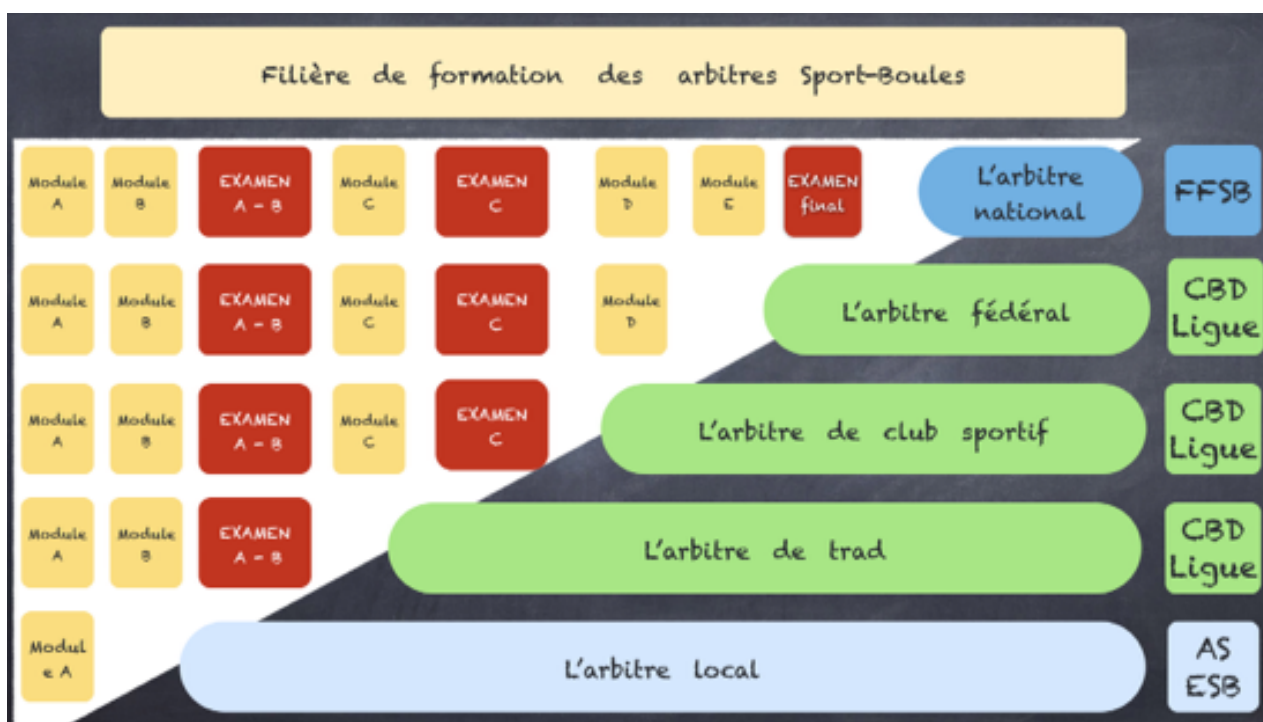 Filière de formation des arbitres Sport-Boules
Module
A
Module
B
EXAMEN
A - B
Module
C
EXAMEN
C
Module
D
Module
E
EXAMEN
final
L'arbitre
national
FFSB
Module
A
Module
B
EXAMEN
A - B
Module
C
EXAMEN
C
Module
D
L'arbitre fédéral
CBD
Ligue
Module
A
Module
B
EXAMEN
A - B
Module
C
EXAMEN
C
L'arbitre de club sportif
CBD
Ligue
Module
A
Module
B
EXAMEN
A - B
L'arbitre de trad
CBD
Ligue
Modul
e A
L'arbitre local
AS
ESB